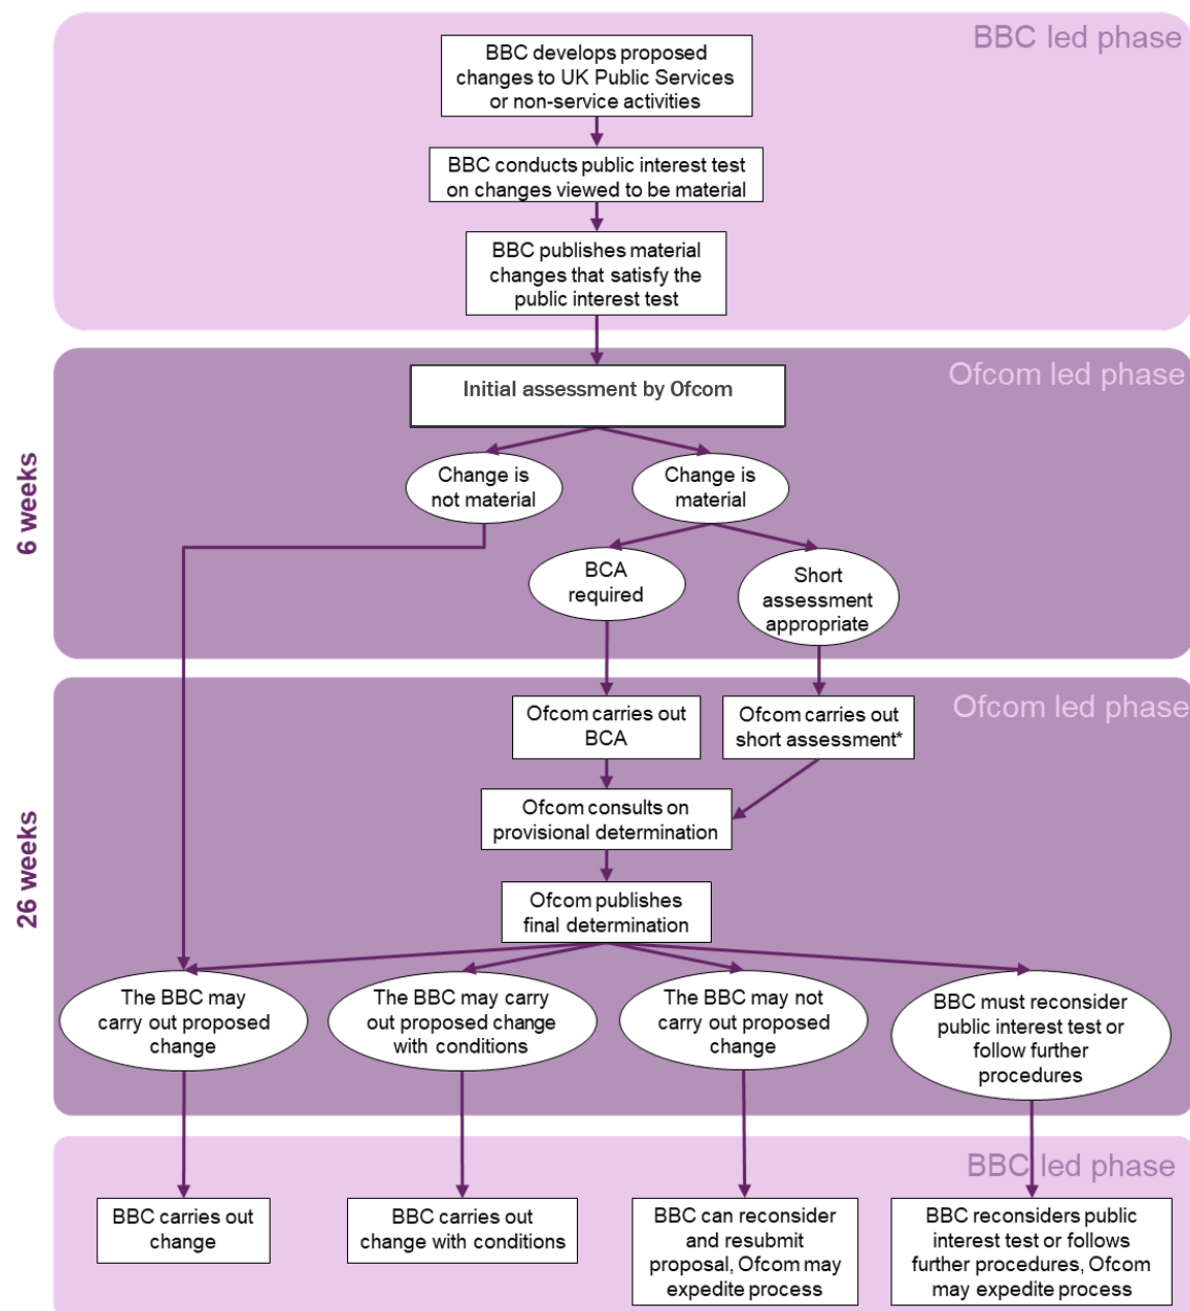 BBC led phase
BBC develops proposed
changes to UK Public Services
or non-service activities
BBC conducts public interest test
on changes viewed to be material
BBC publishes material
changes that satisfy the
public interest test
Ofcom led phase
6 weeks
Initial assessment by Ofcom
Change is
not material
Change is
material
BCA
required
Short
assessment
appropriate
Ofcom led phase
26 weeks
Ofcom carries out
BCA
Ofcom carries out
short assessment*
Ofcom consults on
provisional determination
Ofcom publishes
final determination
The BBC may
carry out proposed
change
The BBC may carry
out proposed change
with conditions
The BBC may not
carry out proposed
change
BBC must reconsider
public interest test or
follow further
procedures
BBC led phase
BBC carries out
change
BBC carries out
change with conditions
BBC can reconsider
and resubmit
proposal, Ofcom may
expedite process
BBC reconsiders public
interest test or follows
further procedures, Ofcom
may expedite process